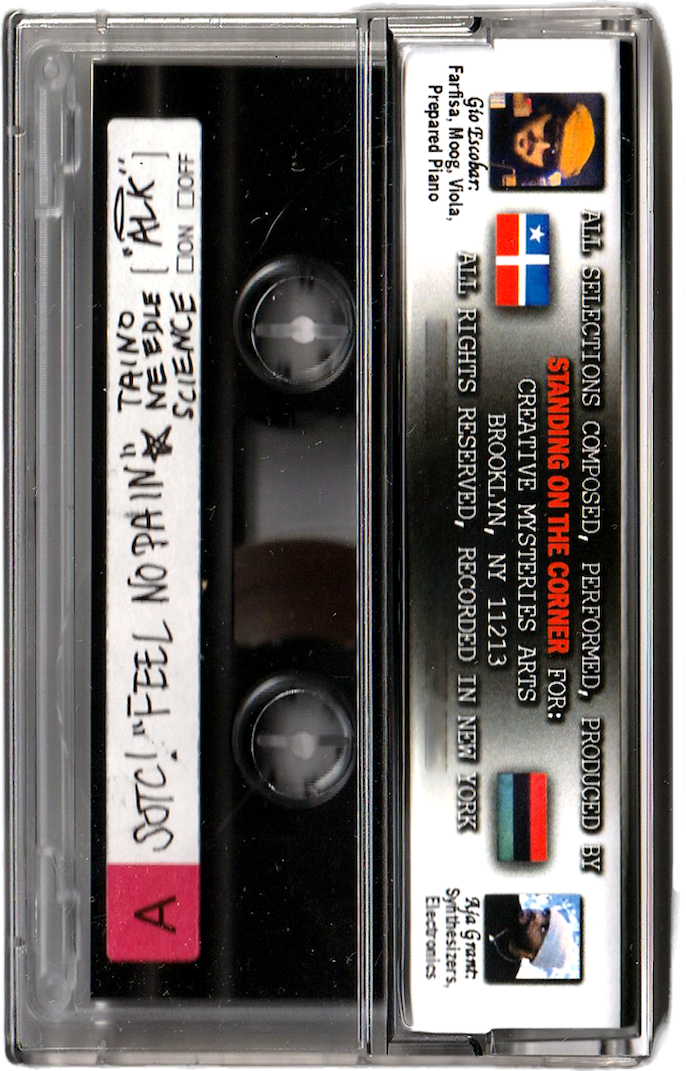 A SOTC! "FEEL NO PAIN" ☆ TAINO
NEEDLE
SCIENCE
["ALK"]
☐ON ☐OFF
ALL SELECTIONS COMPOSED, PERFORMED, PRODUCED BY
STANDING ON THE CORNER FOR:
CREATIVE MYSTERIES ARTS
BROOKLYN, NY 11213
ALL RIGHTS RESERVED, RECORDED IN NEW YORK
Gio Escobar:
Farfisa, Moog, Viola,
Prepared Piano
Aja Grant:
Synthesizers,
Electronics